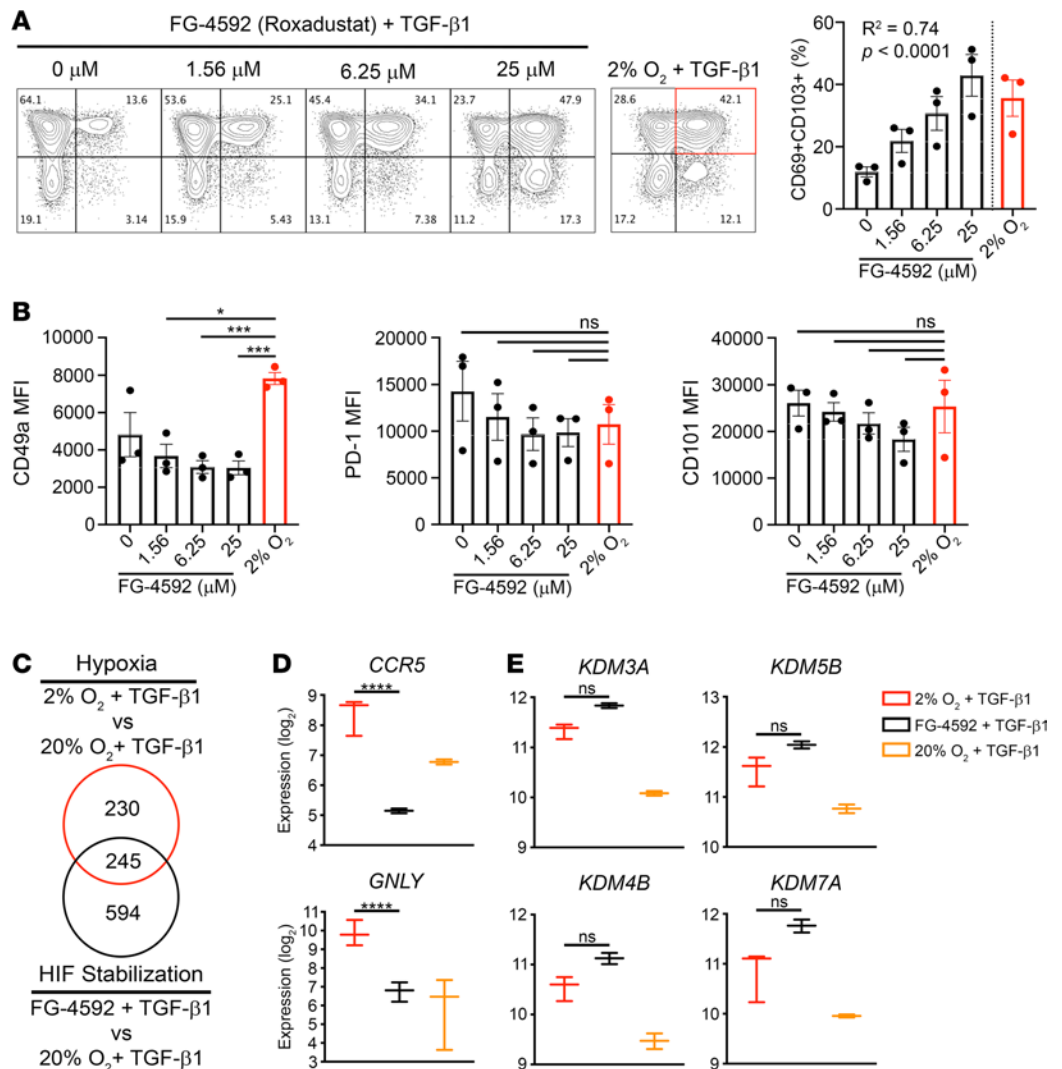 A
FG-4592 (Roxadustat) + TGF-β1
0 μM 1.56 μM 6.25 μM 25 μM 2% O2 + TGF-β1
64.1 13.6 53.6 25.1 45.4 34.1 23.7 47.9 28.6 42.1
19.1 3.14 15.9 5.43 13.1 7.38 11.2 17.3 17.2 12.1
CD69+CD103+ (%)
R2 = 0.74
p < 0.0001
60
40
20
0
0 1.56 6.25 25 2% O2
FG-4592 (μM)
B
CD49a MFI
10000
8000
6000
4000
2000
0
*
***
***
0 1.56 6.25 25 2% O2
FG-4592 (μM)
PD-1 MFI
20000
15000
10000
5000
0
ns
0 1.56 6.25 25 2% O2
FG-4592 (μM)
CD101 MFI
40000
30000
20000
10000
0
ns
0 1.56 6.25 25 2% O2
FG-4592 (μM)
C
Hypoxia
2% O2 + TGF-β1
vs
20% O2+ TGF-β1
230
245
594
HIF Stabilization
FG-4592 + TGF-β1
vs
20% O2+ TGF-β1
D
CCR5
Expression (log2)
9
8
7
6
5
4
****
GNLY
Expression (log2)
11
10
9
8
7
6
5
4
3
****
E
KDM3A
12
11
10
9
ns
KDM5B
13
12
11
10
ns
KDM4B
12
11
10
9
ns
KDM7A
12
11
10
9
ns
2% O2 + TGF-β1
FG-4592 + TGF-β1
20% O2 + TGF-β1